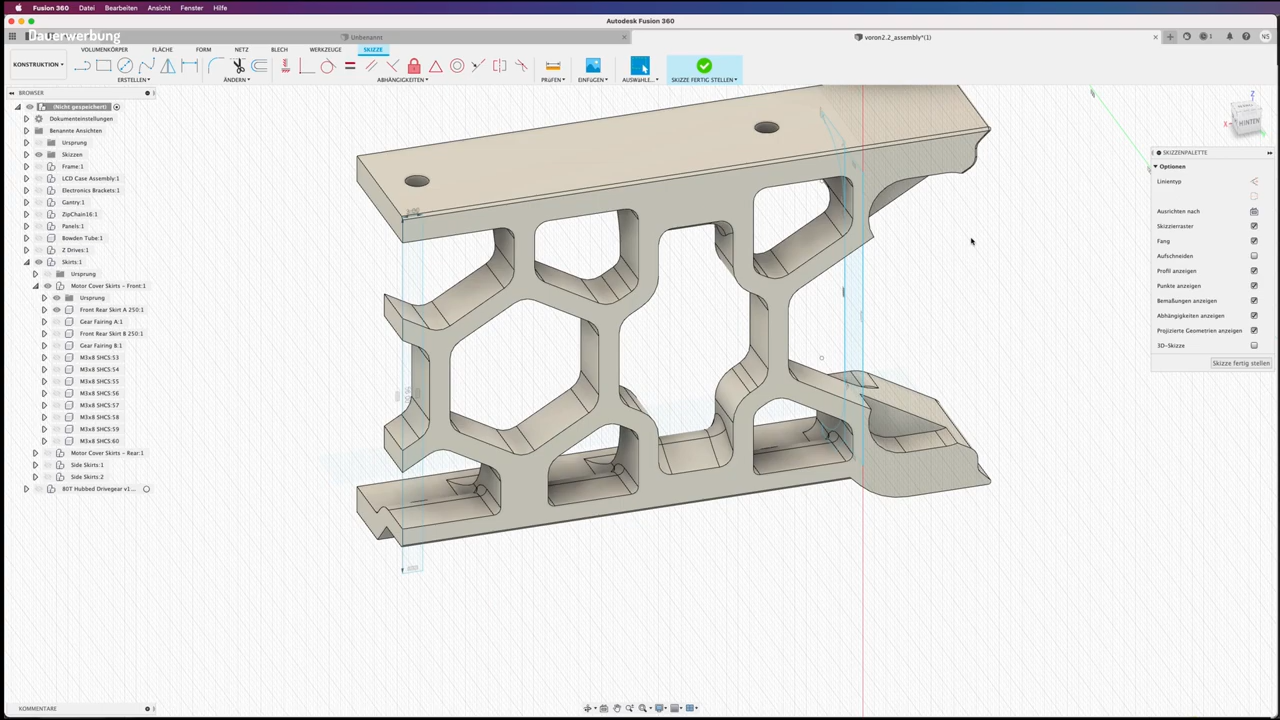 Fusion 360 Datei Bearbeiten Ansicht Fenster Hilfe
Autodesk Fusion 360
Dauerwerbung
Unbenannt
voron2.2_assembly*(1)
1
NS
VOLUMENKÖRPER FLÄCHE FORM NETZ BLECH WERKZEUGE SKIZZE
KONSTRUKTION
ERSTELLEN ÄNDERN ABHÄNGIGKEITEN PRÜFEN EINFÜGEN AUSWÄHLE... SKIZZE FERTIG STELLEN
BROWSER
(Nicht gespeichert)
Dokumenteinstellungen
Benannte Ansichten
Ursprung
Skizzen
Frame:1
LCD Case Assembly:1
Electronics Brackets:1
Gantry:1
ZipChain16:1
Panels:1
Bowden Tube:1
Z Drives:1
Skirts:1
Ursprung
Motor Cover Skirts - Front:1
Ursprung
Front Rear Skirt A 250:1
Gear Fairing A:1
Front Rear Skirt B 250:1
Gear Fairing B:1
M3x8 SHCS:53
M3x8 SHCS:54
M3x8 SHCS:55
M3x8 SHCS:56
M3x8 SHCS:57
M3x8 SHCS:58
M3x8 SHCS:59
M3x8 SHCS:60
Motor Cover Skirts - Rear:1
Side Skirts:1
Side Skirts:2
80T Hubbed Drivegear v1...
Z
X
HINTEN
SKIZZENPALETTE
Optionen
Linientyp
Ausrichten nach
Skizzierraster
Fang
Aufschneiden
Profil anzeigen
Punkte anzeigen
Bemaßungen anzeigen
Abhängigkeiten anzeigen
Projizierte Geometrien anzeigen
3D-Skizze
Skizze fertig stellen
KOMMENTARE